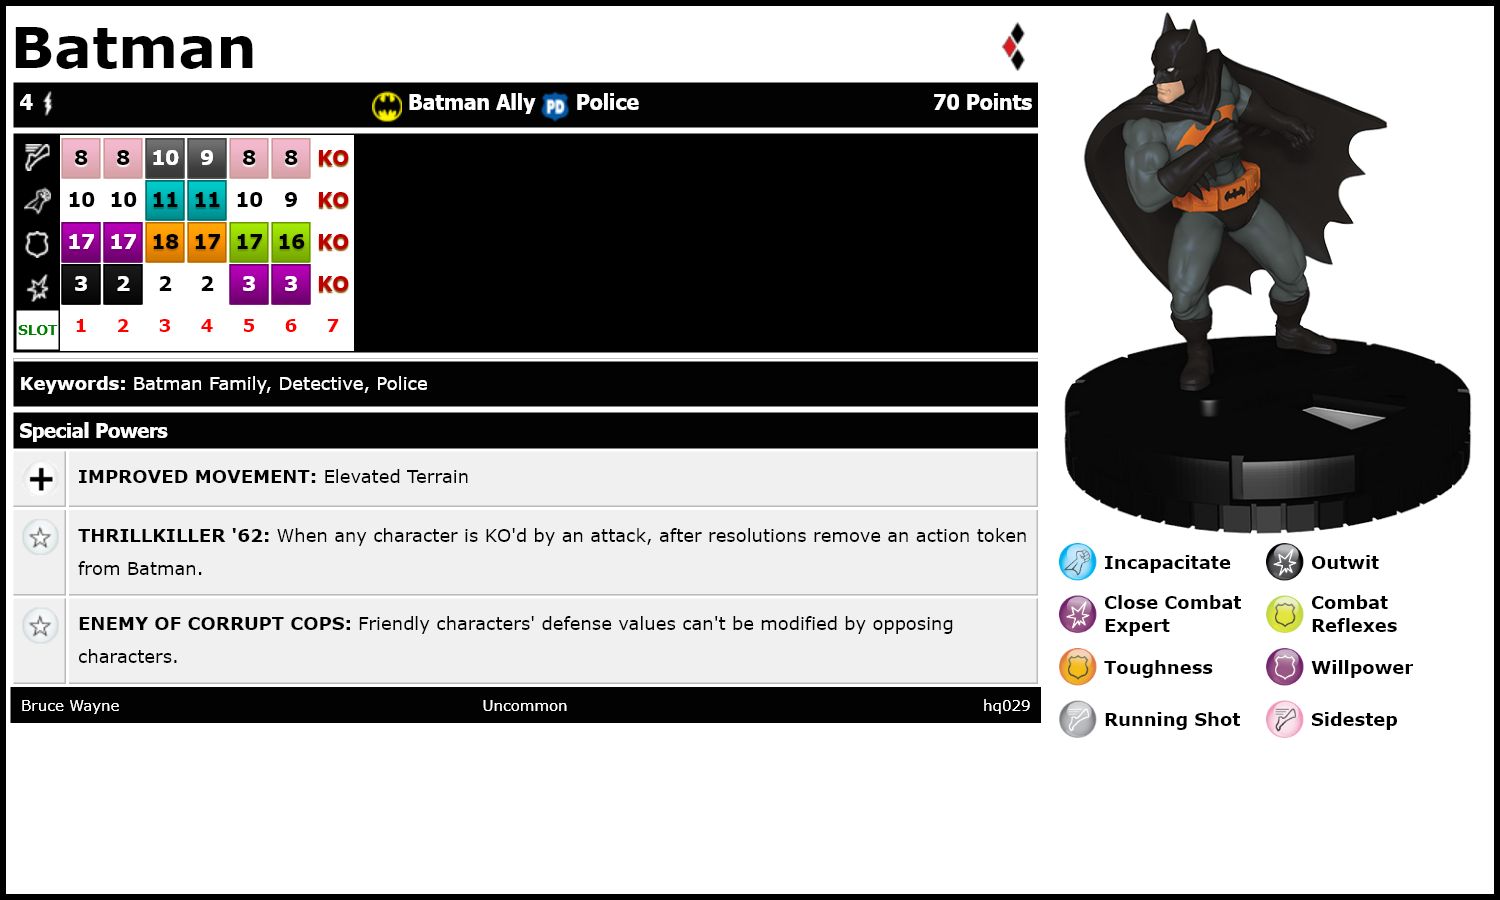 Batman
4 Batman Ally PD Police 70 Points
8 8 10 9 8 8 KO
10 10 11 11 10 9 KO
17 17 18 17 17 16 KO
3 2 2 2 3 3 KO
SLOT 1 2 3 4 5 6 7
Keywords: Batman Family, Detective, Police
Special Powers
IMPROVED MOVEMENT: Elevated Terrain
THRILLKILLER '62: When any character is KO'd by an attack, after resolutions remove an action token
from Batman.
ENEMY OF CORRUPT COPS: Friendly characters' defense values can't be modified by opposing
characters.
Bruce Wayne Uncommon hq029
Incapacitate Outwit
Close Combat
Expert
Combat
Reflexes
Toughness Willpower
Running Shot Sidestep